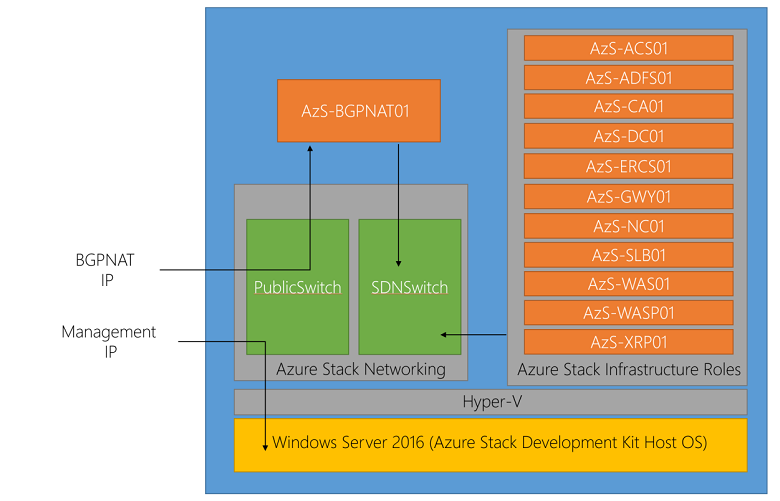 AzS-BGPNAT01
BGPNAT
IP
Management
IP
PublicSwitch
SDNSwitch
Azure Stack Networking
AzS-ACS01
AzS-ADFS01
AzS-CA01
AzS-DC01
AzS-ERCS01
AzS-GWY01
AzS-NC01
AzS-SLB01
AzS-WAS01
AzS-WASP01
AzS-XRP01
Azure Stack Infrastructure Roles
Hyper-V
Windows Server 2016 (Azure Stack Development Kit Host OS)